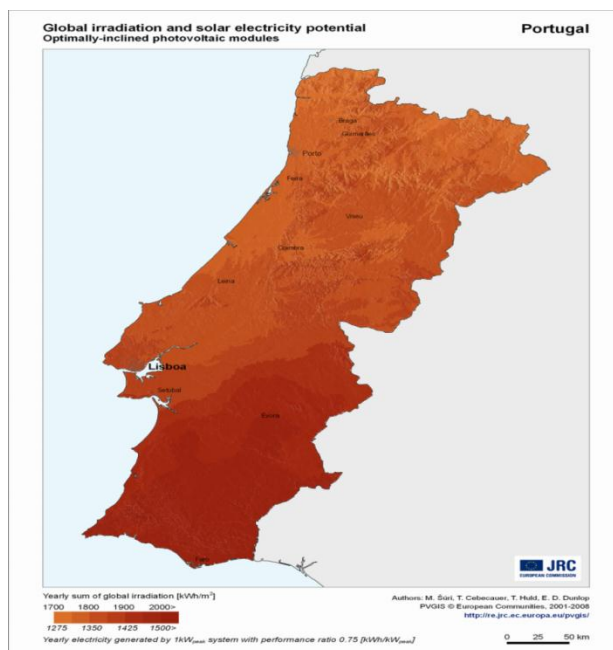 Global irradiation and solar electricity potential
Optimally-inclined photovoltaic modules
Portugal
Braga
Guimarães
Porto
Feira
Viseu
Coimbra
Leiria
Lisboa
Setúbal
Évora
Faro
JRC
EUROPEAN COMMISSION
Yearly sum of global irradiation [kWh/m²]
1700 1800 1900 2000>
1275 1350 1425 1500>
Yearly electricity generated by 1kWpeak system with performance ratio 0.75 [kWh/kWpeak]
Authors: M. Šúri, T. Cebecauer, T. Huld, E. D. Dunlop
PVGIS © European Communities, 2001-2008
http://re.jrc.ec.europa.eu/pvgis/
0 25 50 km